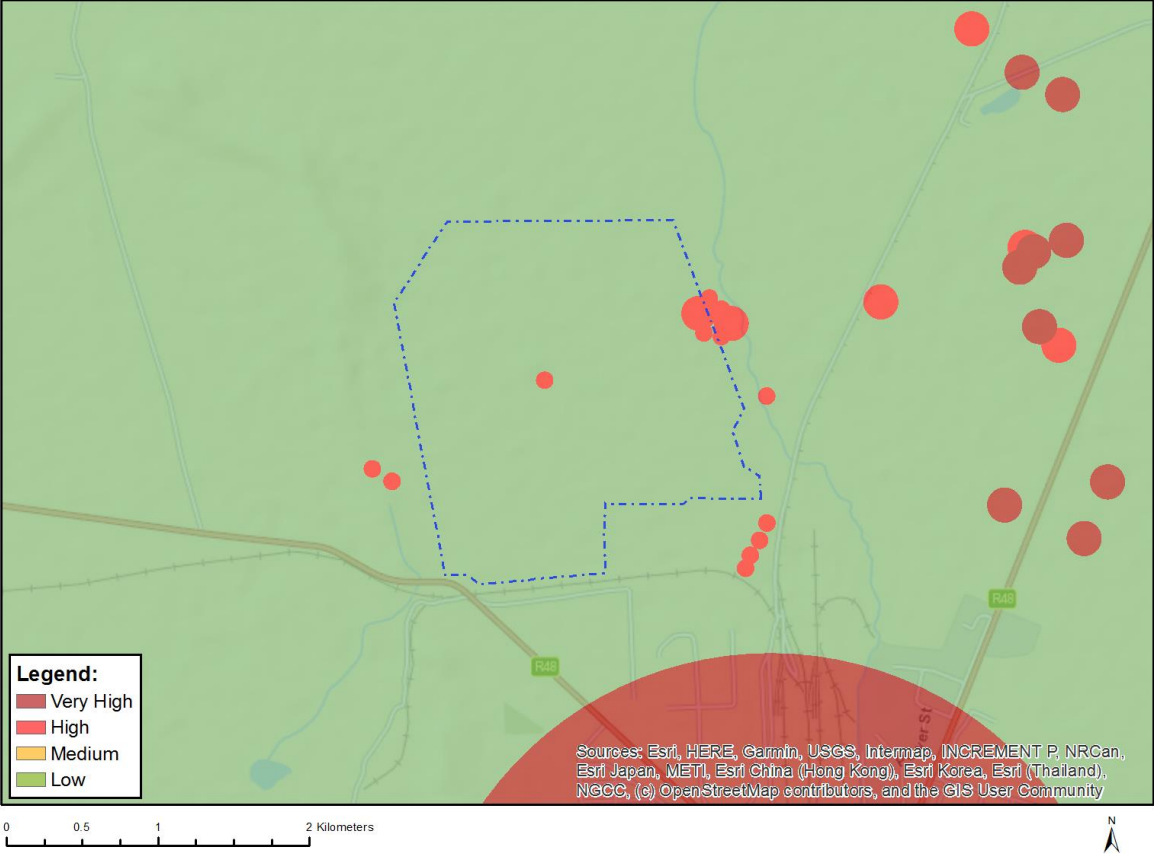 R48
R48
Legend:
Very High
High
Medium
Low
Sources: Esri, HERE, Garmin, USGS, Intermap, INCREMENT P, NRCan,
Esri Japan, METI, Esri China (Hong Kong), Esri Korea, Esri (Thailand),
NGCC, (c) OpenStreetMap contributors, and the GIS User Community
0 0.5 1 2 Kilometers
N